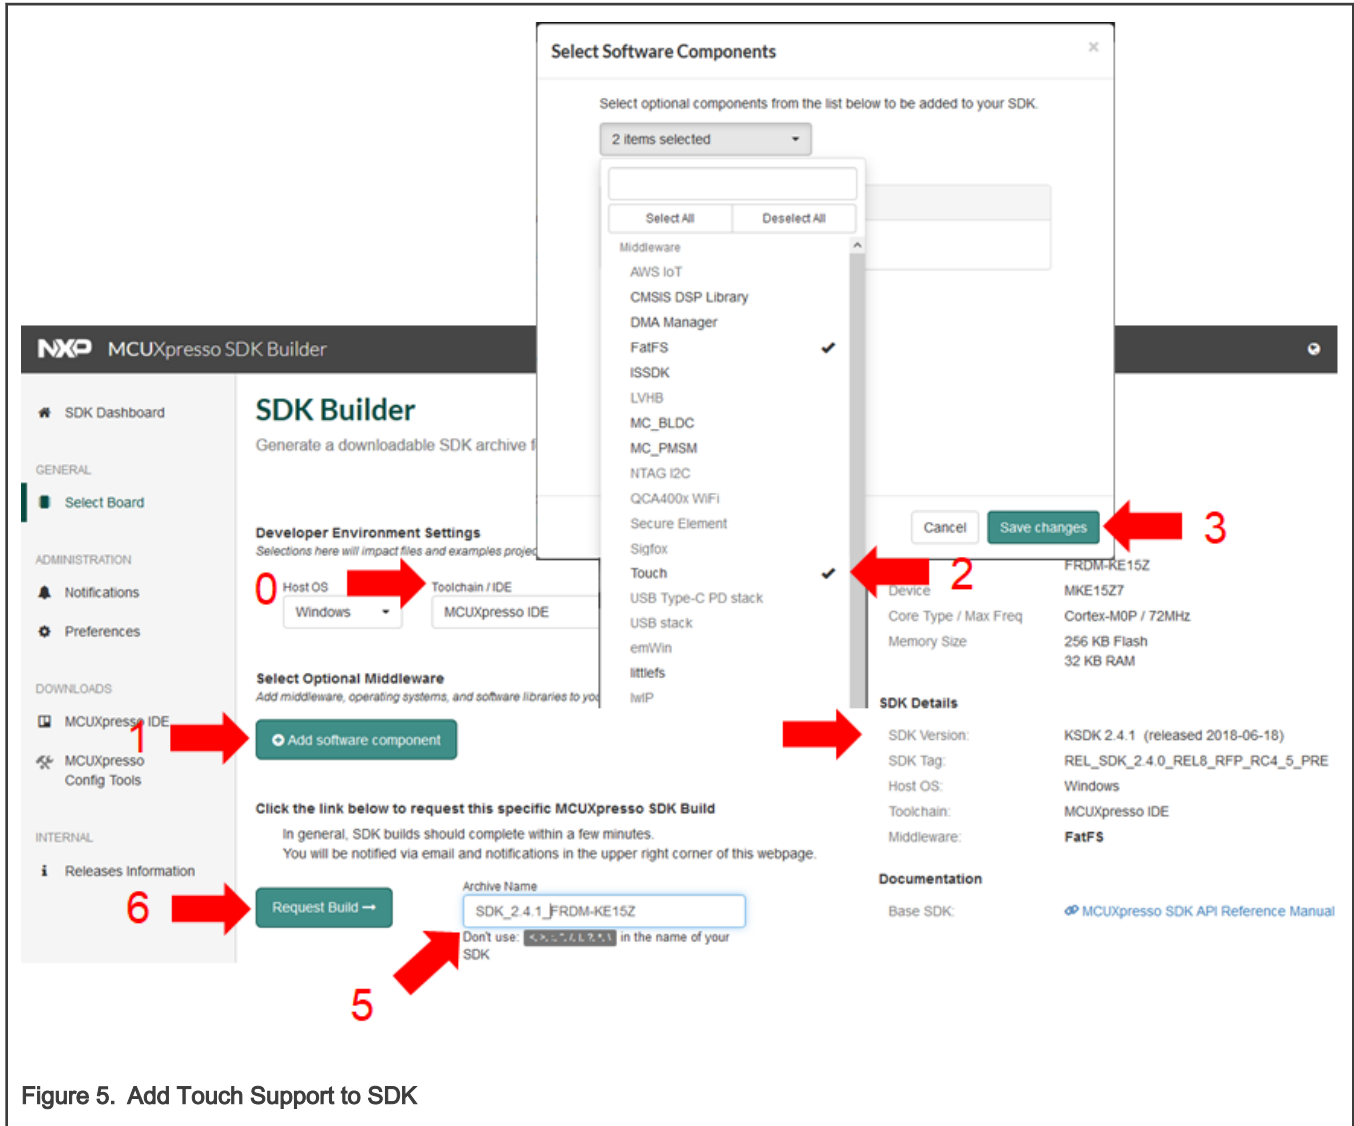 Select Software Components
×
Select optional components from the list below to be added to your SDK.
2 items selected
Select All
Deselect All
Middleware
AWS IoT
CMSIS DSP Library
DMA Manager
FatFS
ISSDK
LVHB
MC_BLDC
MC_PMSM
NTAG I2C
QCA400x WiFi
Secure Element
Sigfox
Touch
USB Type-C PD stack
USB stack
emWin
littlefs
lwIP
Cancel
Save changes
3
2
NXP MCUXpresso SDK Builder
SDK Dashboard
GENERAL
Select Board
ADMINISTRATION
Notifications
Preferences
DOWNLOADS
MCUXpresso IDE
MCUXpresso
Config Tools
INTERNAL
Releases Information
SDK Builder
Generate a downloadable SDK archive f
Developer Environment Settings
Selections here will impact files and examples projec
0
Host OS
Windows
Toolchain / IDE
MCUXpresso IDE
Select Optional Middleware
Add middleware, operating systems, and software libraries to you
1
Add software component
Click the link below to request this specific MCUXpresso SDK Build
In general, SDK builds should complete within a few minutes.
You will be notified via email and notifications in the upper right corner of this webpage.
6
Request Build →
Archive Name
SDK_2.4.1_FRDM-KE15Z
Don't use:
in the name of your
SDK
5
FRDM-KE15Z
Device MKE15Z7
Core Type / Max Freq Cortex-M0P / 72MHz
Memory Size 256 KB Flash
32 KB RAM
SDK Details
SDK Version: KSDK 2.4.1 (released 2018-06-18)
SDK Tag: REL_SDK_2.4.0_REL8_RFP_RC4_5_PRE
Host OS: Windows
Toolchain: MCUXpresso IDE
Middleware: FatFS
Documentation
Base SDK: MCUXpresso SDK API Reference Manual
Figure 5. Add Touch Support to SDK